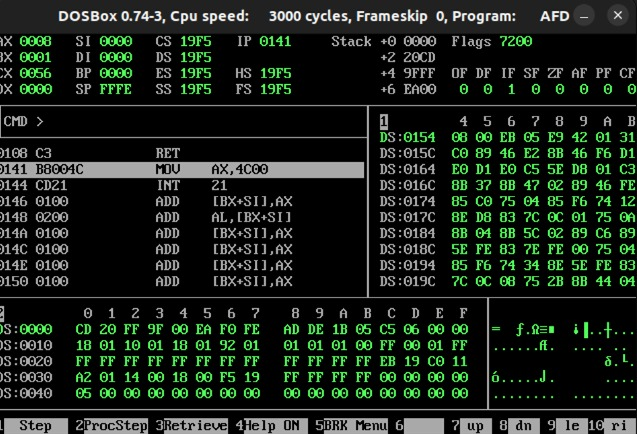 DOSBox 0.74-3, Cpu speed: 3000 cycles, Frameskip 0, Program: AFD
AX 0008 SI 0000 CS 19F5 IP 0141 Stack +0 0000 Flags 7200
BX 0001 DI 0000 DS 19F5 +2 20CD
CX 0056 BP 0000 ES 19F5 HS 19F5 +4 9FFF OF DF IF SF ZF AF PF CF
DX 0000 SP FFFE SS 19F5 FS 19F5 +6 EA00 0 0 1 0 0 0 0 0
CMD >
1 4 5 6 7 8 9 A B
DS:0154 08 00 EB 05 E9 42 01 31
0108 C3 RET DS:015C C0 89 46 E2 8B 46 F6 D1
0141 B8004C MOV AX,4C00 DS:0164 E0 D1 E0 C5 5E D8 01 C3
0144 CD21 INT 21 DS:016C 8B 37 8B 47 02 89 46 FE
0146 0100 ADD [BX+SI],AX DS:0174 85 C0 75 04 85 F6 74 12
0148 0200 ADD AL,[BX+SI] DS:017C 8E D8 83 7C 0C 01 75 0A
014A 0100 ADD [BX+SI],AX DS:0184 8B 04 8B 5C 02 89 C6 89
014C 0100 ADD [BX+SI],AX DS:018C 5E FE 83 7E FE 00 75 04
014E 0100 ADD [BX+SI],AX DS:0194 85 F6 74 34 8E 5E FE 83
0150 0100 ADD [BX+SI],AX DS:019C 7C 0C 08 75 2B 8B 44 04
2 0 1 2 3 4 5 6 7 8 9 A B C D E F
DS:0000 CD 20 FF 9F 00 EA F0 FE AD DE 1B 05 C5 06 00 00
DS:0010 18 01 10 01 18 01 92 01 01 01 01 00 FF 00 01 FF
DS:0020 FF FF FF FF FF FF FF FF FF FF FF FF EB 19 C0 11
DS:0030 A2 01 14 00 18 00 F5 19 FF FF FF FF 00 00 00 00
DS:0040 05 00 00 00 00 00 00 00 00 00 00 00 00 00 00 00
1 Step 2ProcStep 3Retrieve 4Help ON 5BRK Menu 6 7 up 8 dn 9 le 10 ri